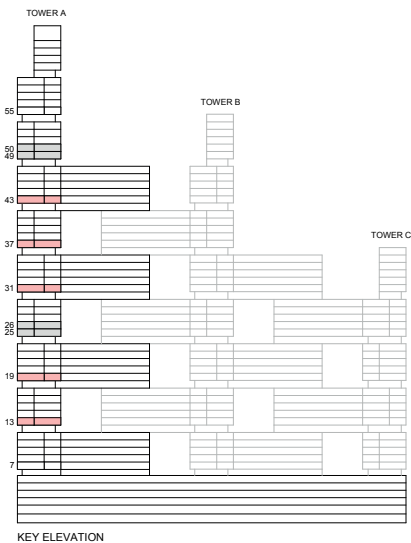 TOWER A
55
TOWER B
50
49
43
37
TOWER C
31
26
25
19
13
7
KEY ELEVATION